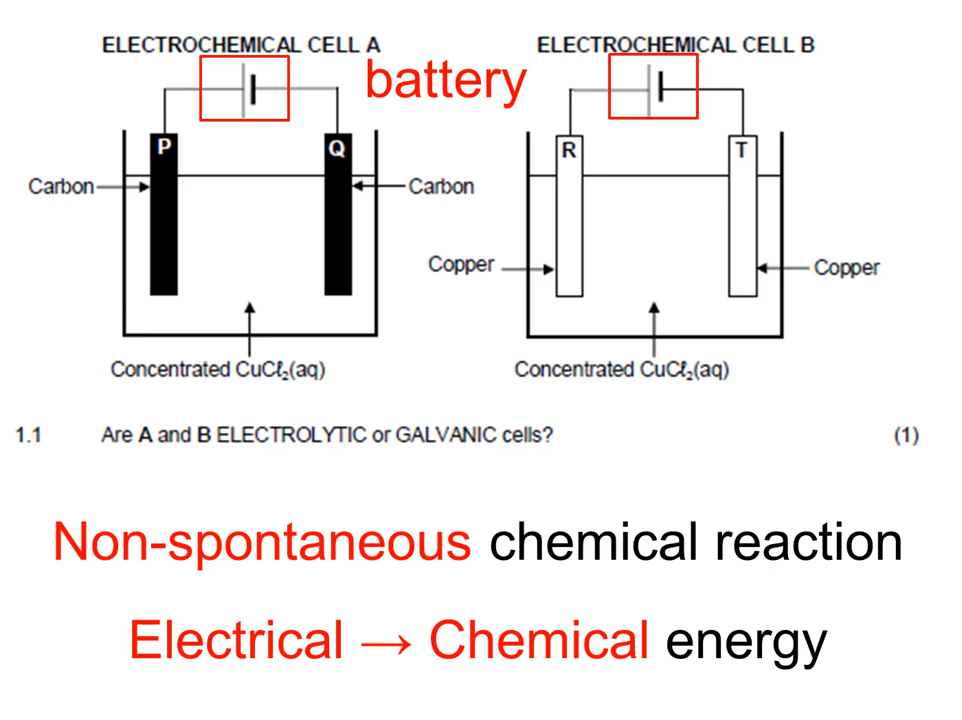 ELECTROCHEMICAL CELL A
ELECTROCHEMICAL CELL B
battery
P
Q
R
T
Carbon
Carbon
Copper
Copper
Concentrated CuCℓ₂(aq)
Concentrated CuCℓ₂(aq)
1.1 Are A and B ELECTROLYTIC or GALVANIC cells? (1)
Non-spontaneous chemical reaction
Electrical → Chemical energy